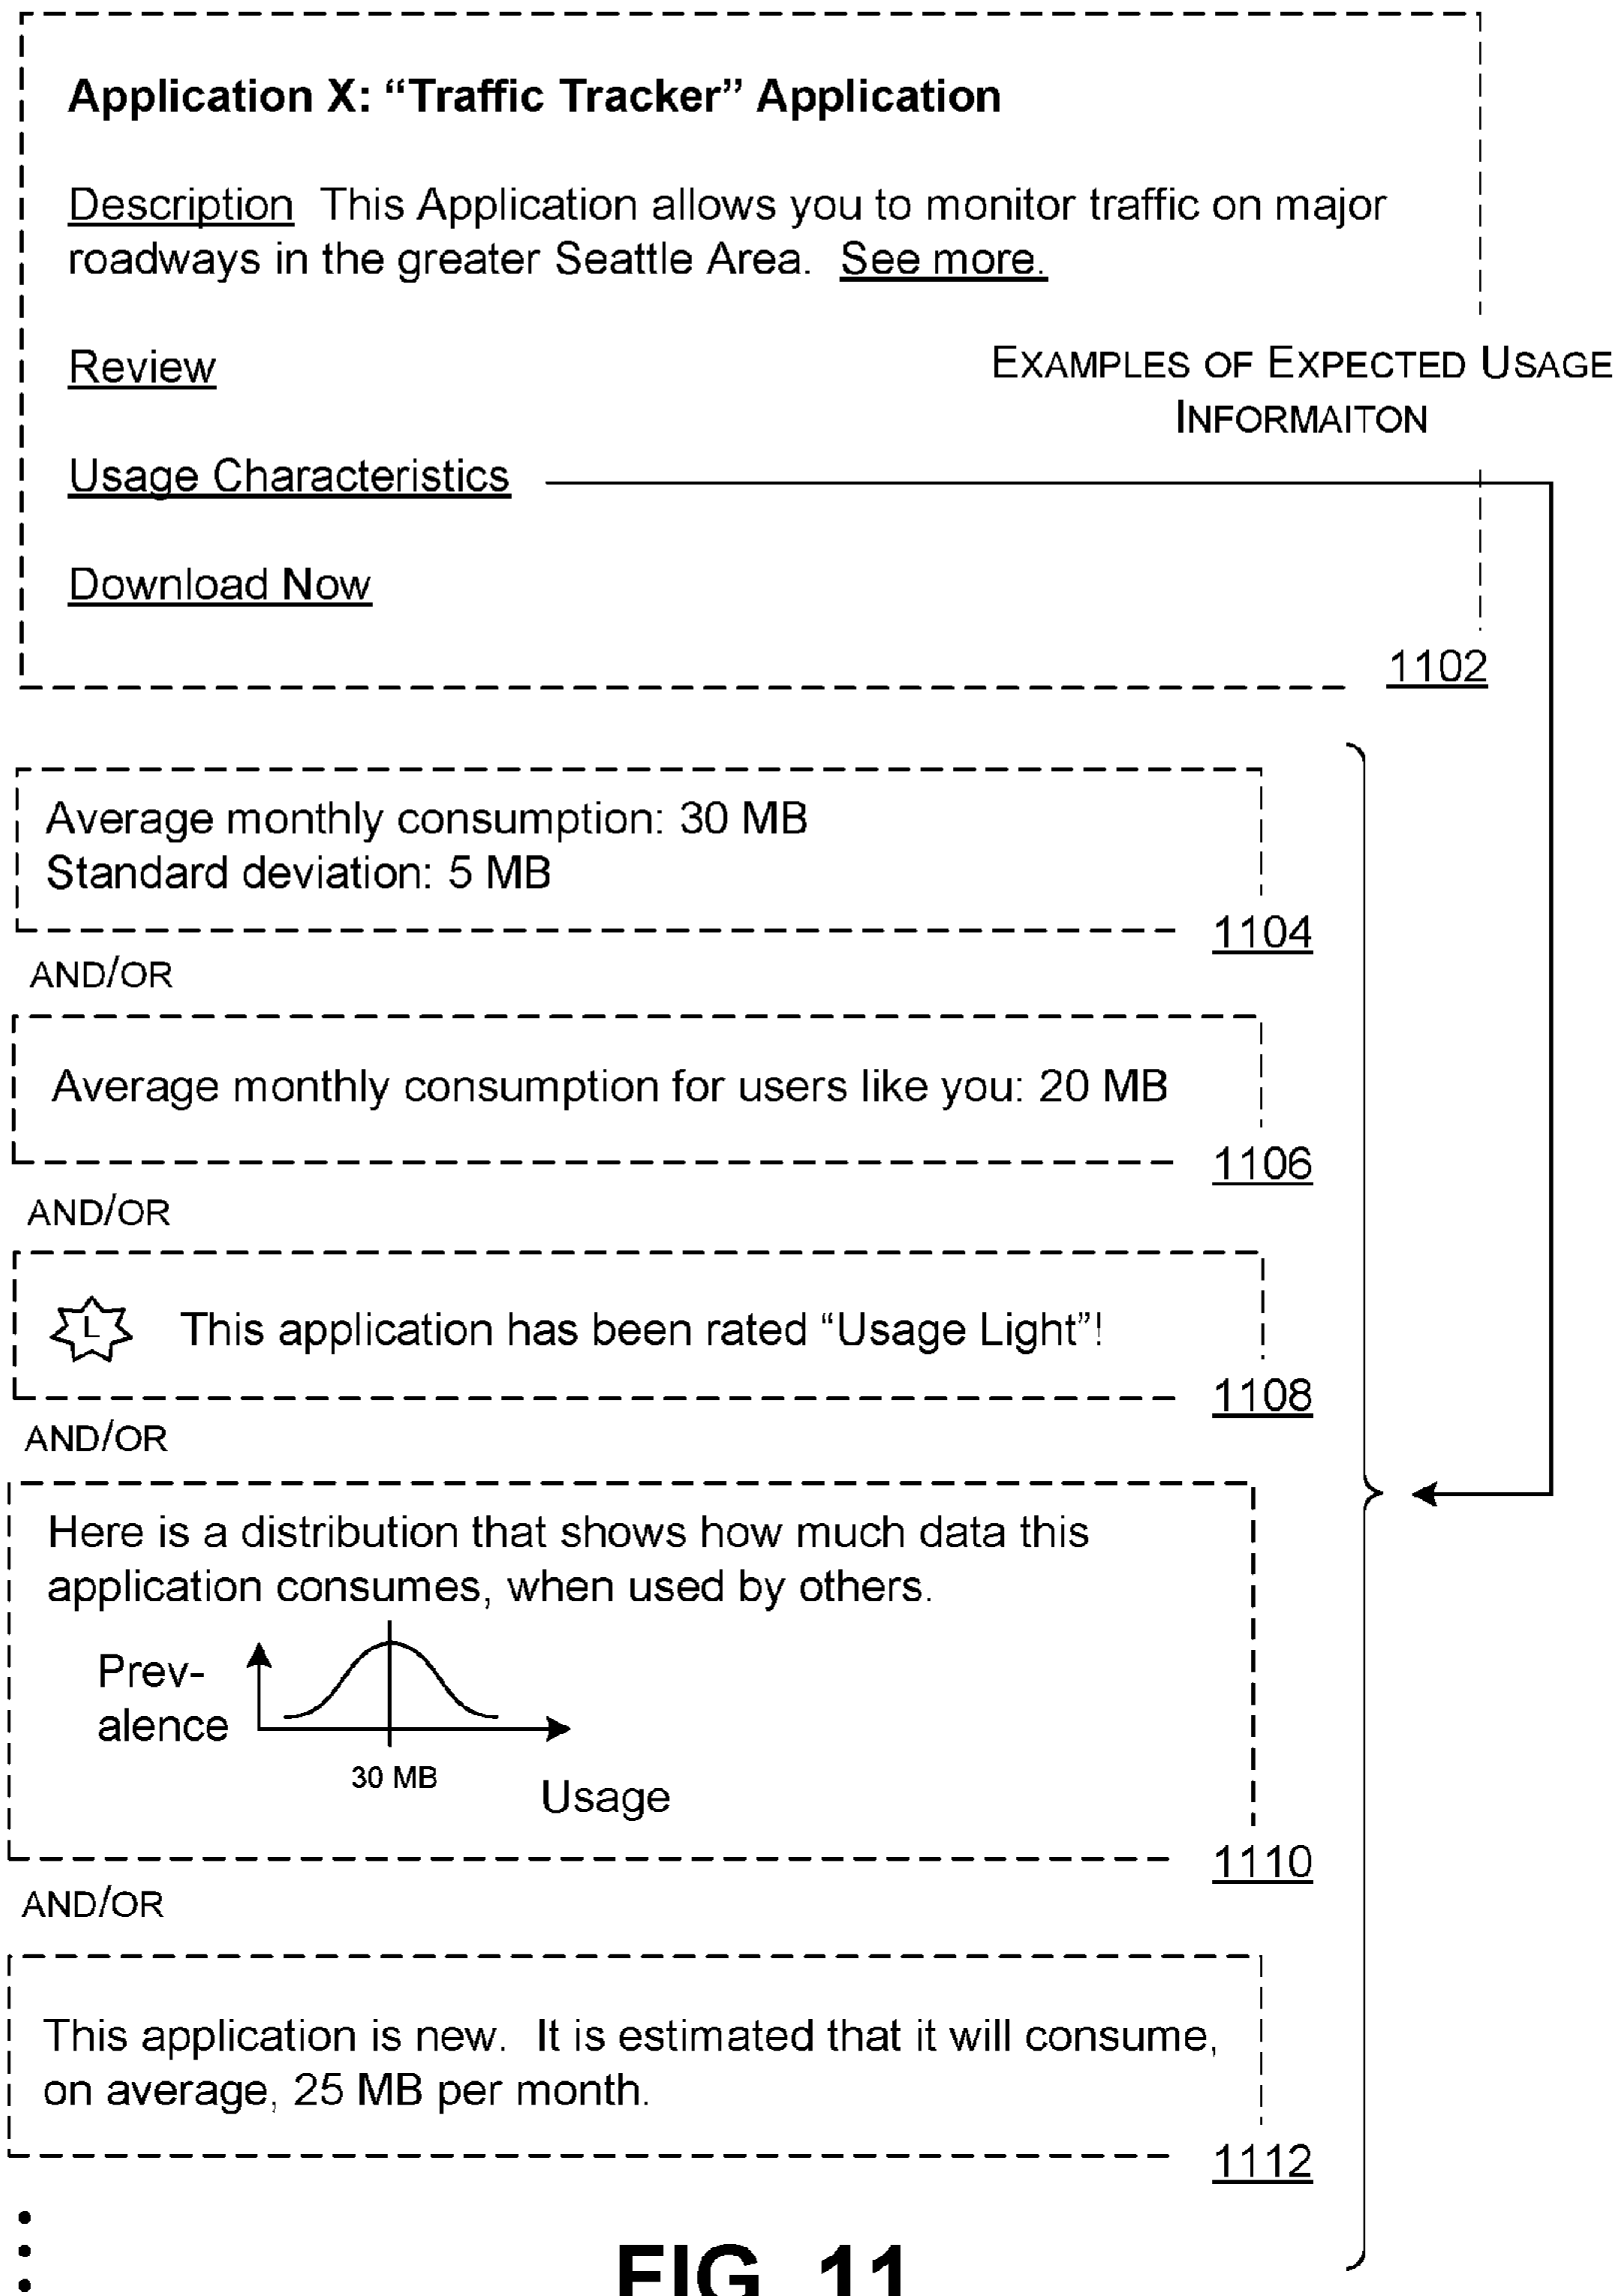 Application X: “Traffic Tracker” Application
Description  This Application allows you to monitor traffic on major
roadways in the greater Seattle Area.  See more.
Review
EXAMPLES OF EXPECTED USAGE
INFORMAITON
Usage Characteristics
Download Now
1102
Average monthly consumption: 30 MB
Standard deviation: 5 MB
1104
AND/OR
Average monthly consumption for users like you: 20 MB
1106
AND/OR
L  This application has been rated “Usage Light”!
1108
AND/OR
Here is a distribution that shows how much data this
application consumes, when used by others.
Prev-
alence
30 MB
Usage
1110
AND/OR
This application is new.  It is estimated that it will consume,
on average, 25 MB per month.
1112
FIG. 11